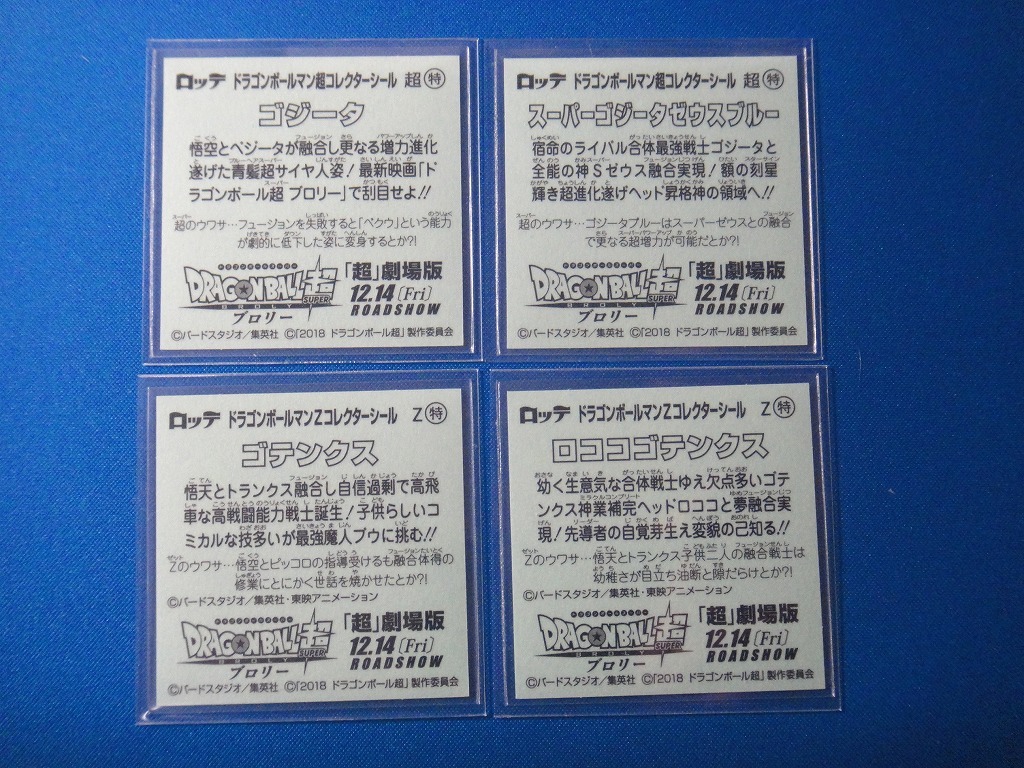 ロッテ ドラゴンボールマン超コレクターシール 超 特
ゴジータ
悟空とベジータが融合し更なる増力進化
遂げた青髪超サイヤ人姿!最新映画「ド
ラゴンボール超 ブロリー」で刮目せよ!!
超のウワサ…フュージョンを失敗すると「ベクウ」という能力
が劇的に低下した姿に変身するとか?!
DRAGONBALL超 SUPER
BROLY
ブロリー
「超」劇場版
12.14(Fri)
ROADSHOW
©バードスタジオ/集英社 ©「2018 ドラゴンボール超」製作委員会
ロッテ ドラゴンボールマン超コレクターシール 超 特
スーパーゴジータゼウスブルー
宿命のライバル合体最強戦士ゴジータと
全能の神Sゼウス融合実現!額の刻星
輝き超進化遂げヘッド昇格神の領域へ!!
超のウワサ…ゴジータブルーはスーパーゼウスとの融合
で更なる超増力が可能だとか?!
DRAGONBALL超 SUPER
BROLY
ブロリー
「超」劇場版
12.14(Fri)
ROADSHOW
©バードスタジオ/集英社 ©「2018 ドラゴンボール超」製作委員会
ロッテ ドラゴンボールマンZコレクターシール Z 特
ゴテンクス
悟天とトランクス融合し自信過剰で高飛
車な高戦闘能力戦士誕生!子供らしいコ
ミカルな技多いが最強魔人ブウに挑む!!
Zのウワサ…悟空とピッコロの指導受けるも融合体得の
修業にとにかく世話を焼かせたとか?!
©バードスタジオ/集英社・東映アニメーション
DRAGONBALL超 SUPER
BROLY
ブロリー
「超」劇場版
12.14(Fri)
ROADSHOW
©バードスタジオ/集英社 ©「2018 ドラゴンボール超」製作委員会
ロッテ ドラゴンボールマンZコレクターシール Z 特
ロココゴテンクス
幼く生意気な合体戦士ゆえ欠点多いゴテ
ンクス神業補完ヘッドロココと夢融合実
現!先導者の自覚芽生え変貌の己知る!!
Zのウワサ…悟天とトランクス子供二人の融合戦士は
幼稚さが目立ち油断と隙だらけとか?!
©バードスタジオ/集英社・東映アニメーション
DRAGONBALL超 SUPER
BROLY
ブロリー
「超」劇場版
12.14(Fri)
ROADSHOW
©バードスタジオ/集英社 ©「2018 ドラゴンボール超」製作委員会